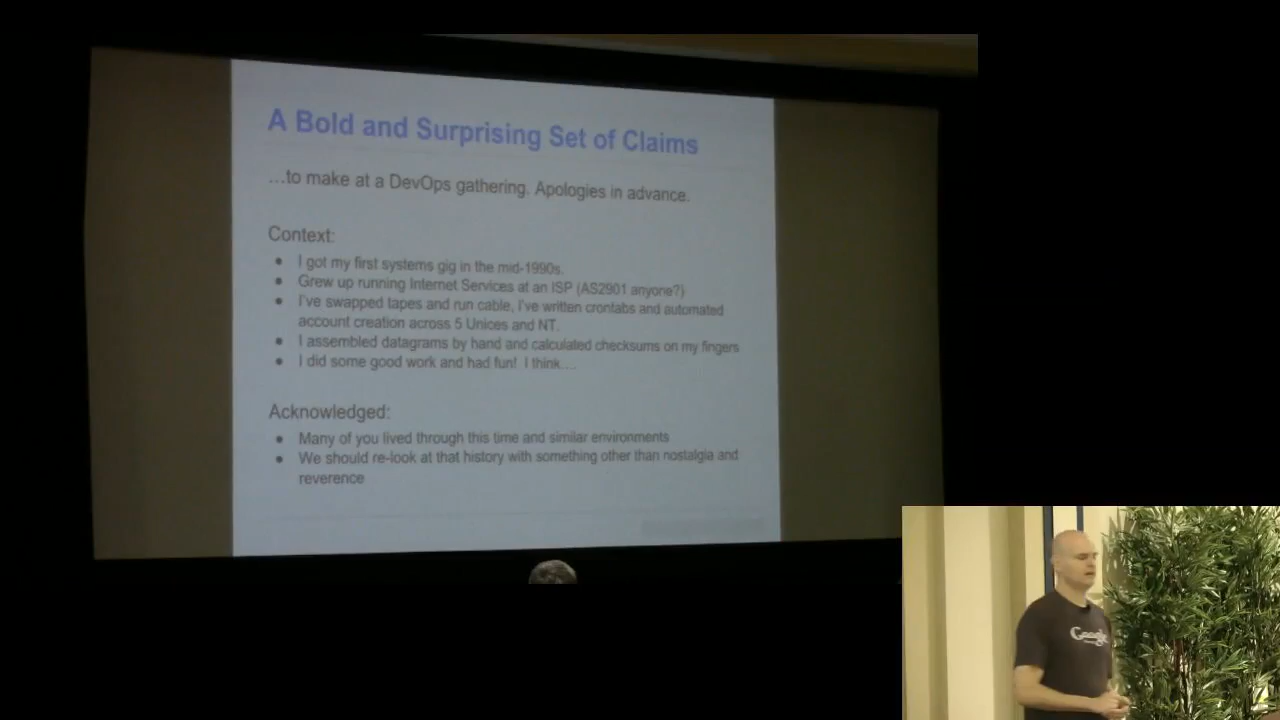 A Bold and Surprising Set of Claims
…to make at a DevOps gathering. Apologies in advance.
Context:
● I got my first systems gig in the mid-1990s.
● Grew up running Internet Services at an ISP (AS2901 anyone?)
● I've swapped tapes and run cable, I've written crontabs and automated
account creation across 5 Unices and NT.
● I assembled datagrams by hand and calculated checksums on my fingers
● I did some good work and had fun! I think…
Acknowledged:
● Many of you lived through this time and similar environments
● We should re-look at that history with something other than nostalgia and
reverence
Google